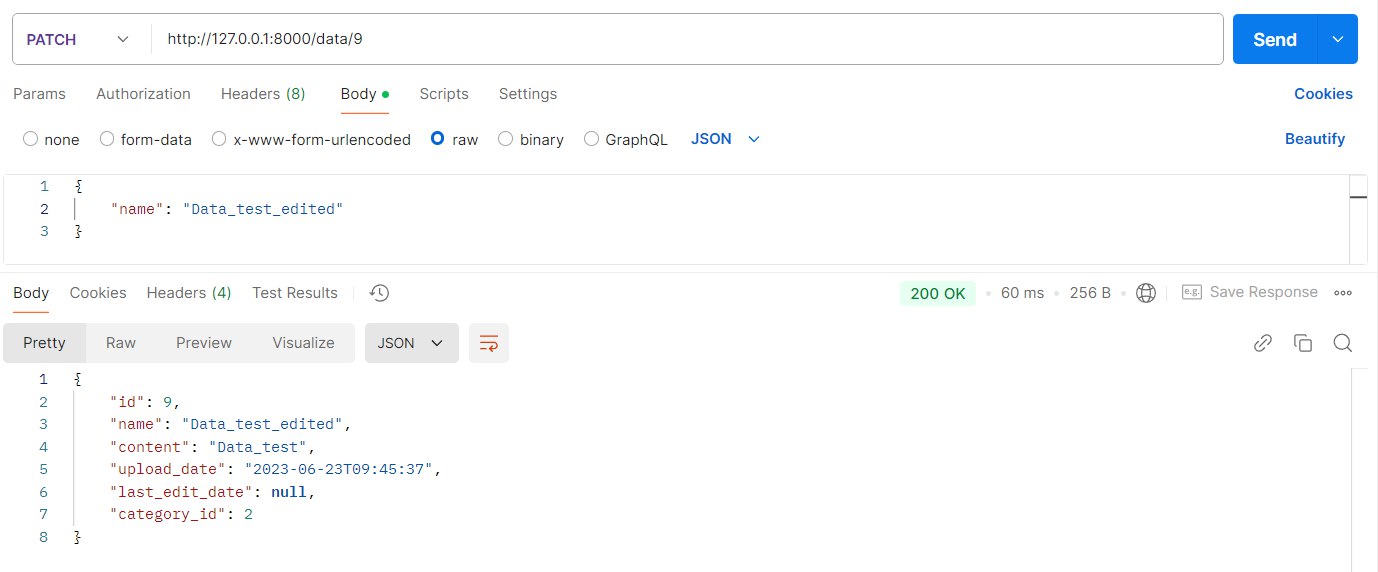 PATCH http://127.0.0.1:8000/data/9 Send
Params Authorization Headers (8) Body Scripts Settings Cookies
none form-data x-www-form-urlencoded raw binary GraphQL JSON Beautify
1 {
2 "name": "Data_test_edited"
3 }
Body Cookies Headers (4) Test Results 200 OK 60 ms 256 B e.g. Save Response
Pretty Raw Preview Visualize JSON
1 {
2 "id": 9,
3 "name": "Data_test_edited",
4 "content": "Data_test",
5 "upload_date": "2023-06-23T09:45:37",
6 "last_edit_date": null,
7 "category_id": 2
8 }